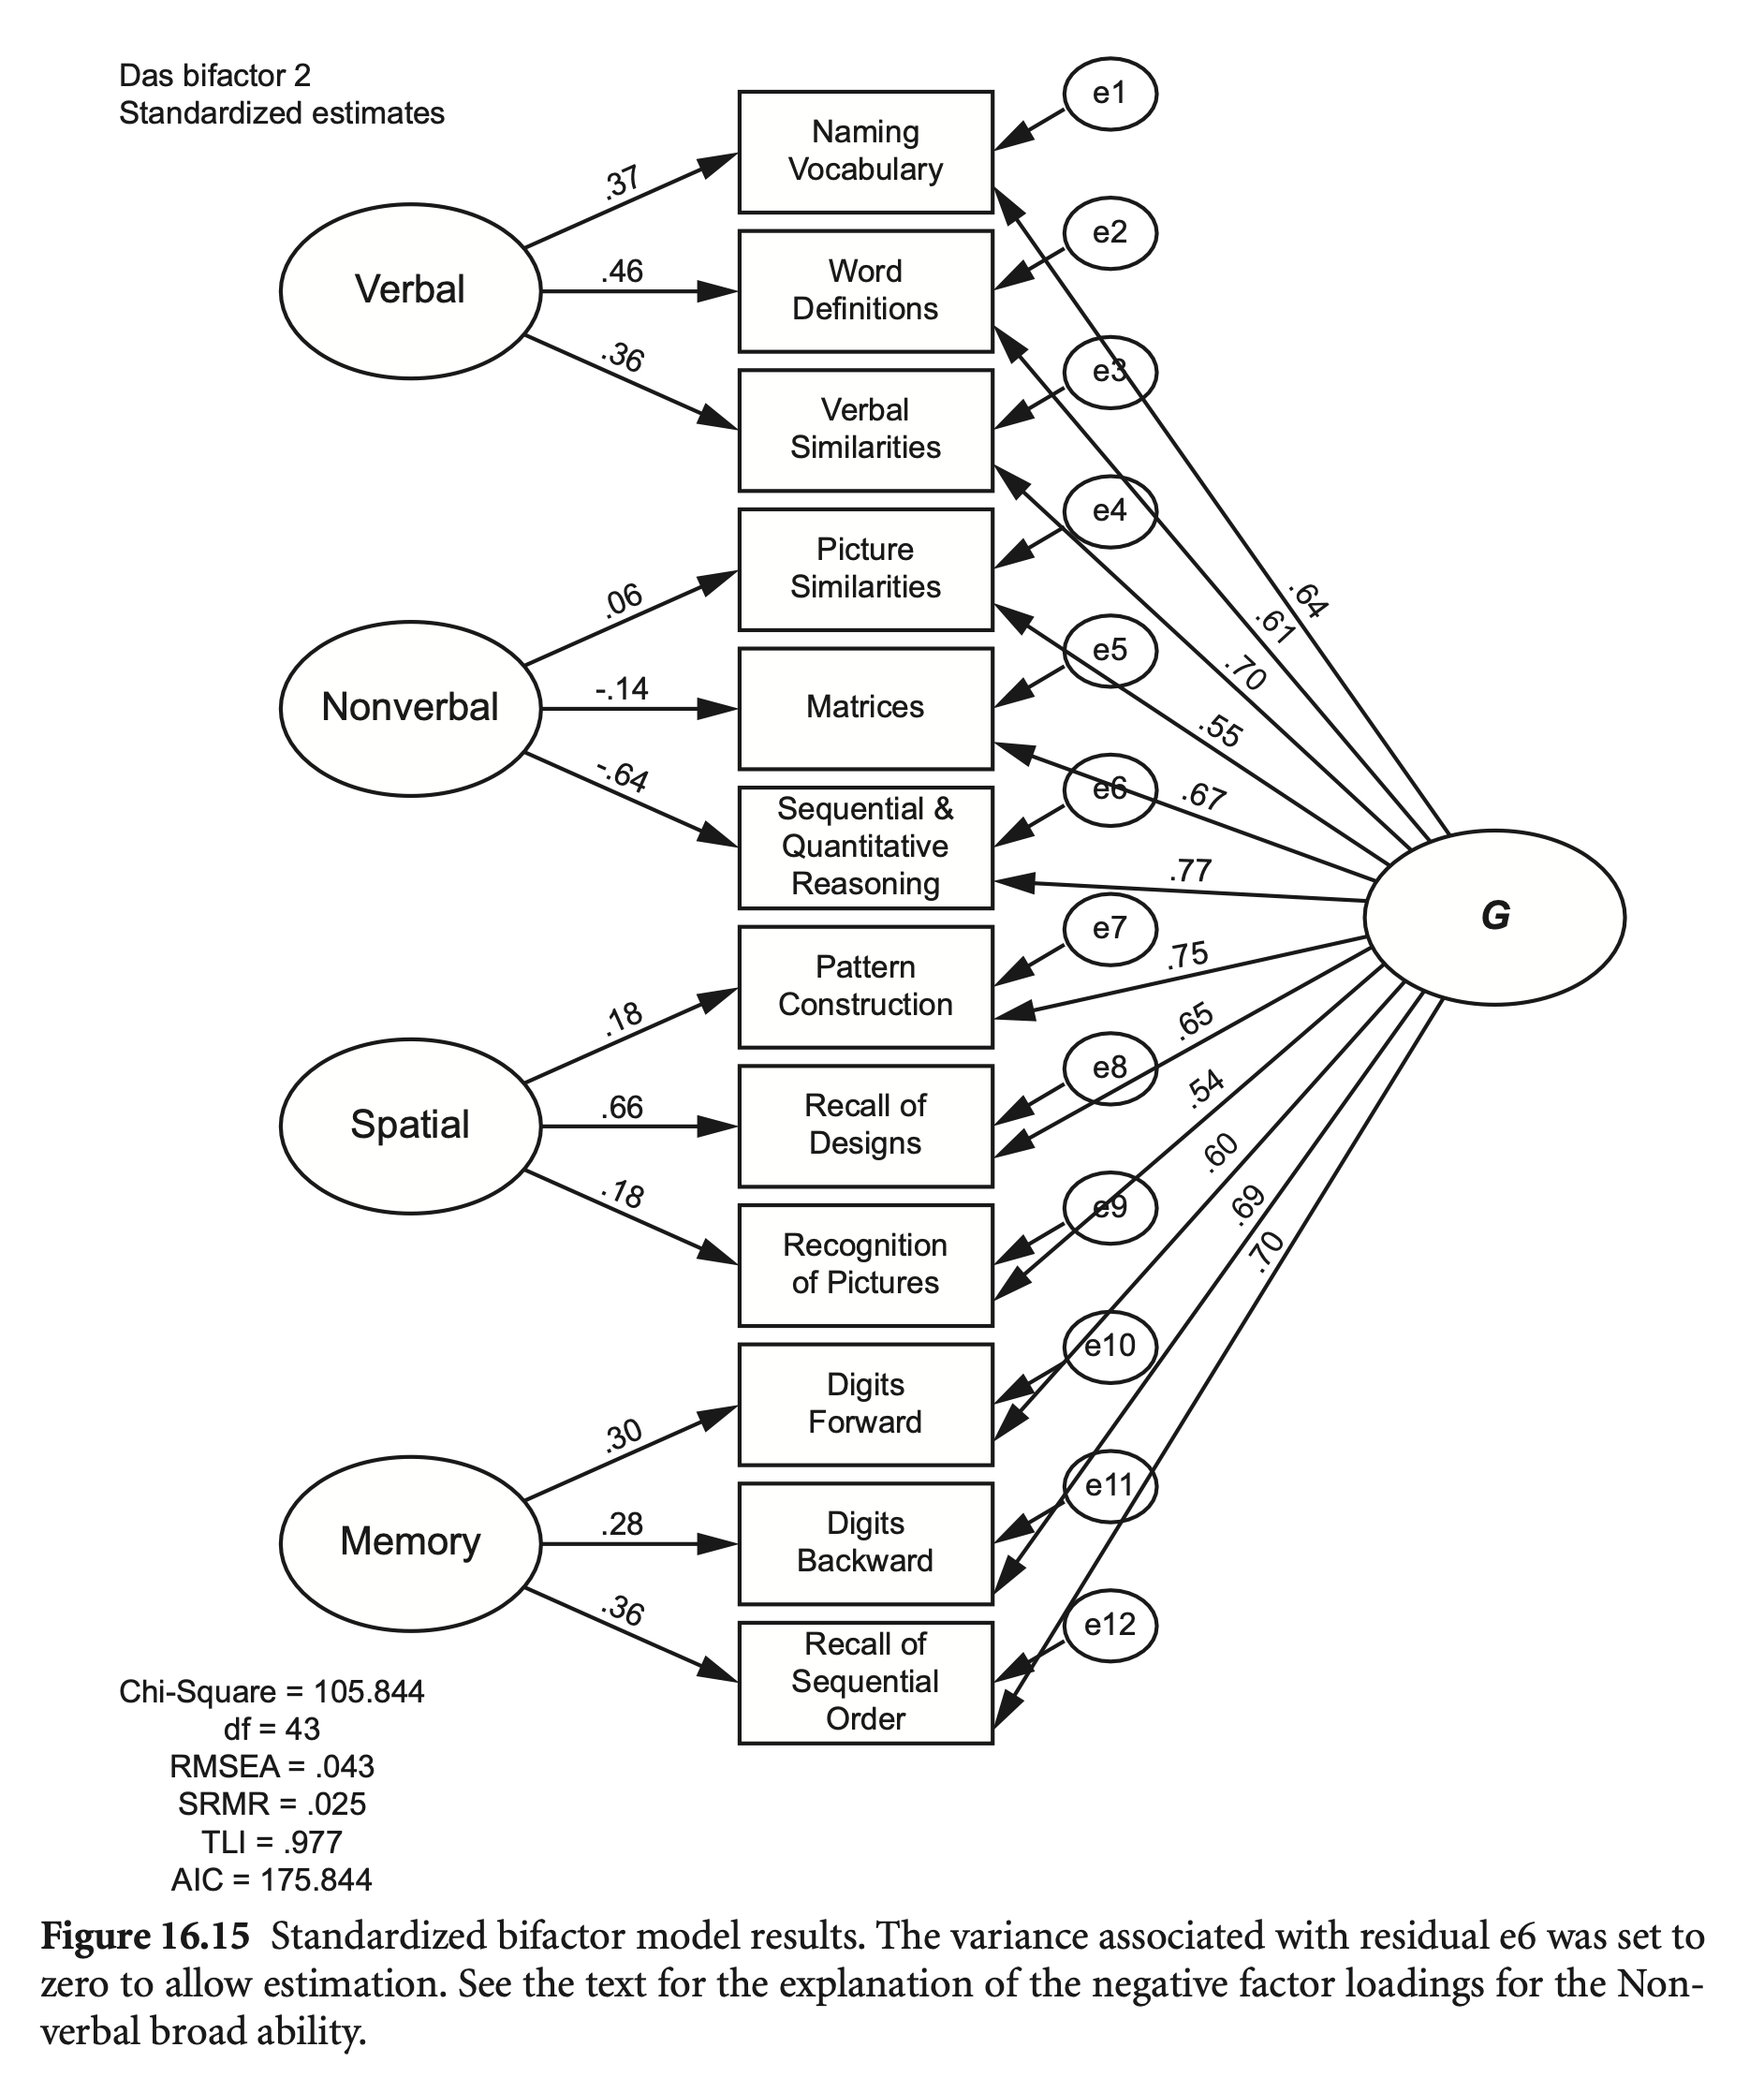 Das bifactor 2
Standardized estimates
e1
Naming
Vocabulary
.37
e2
Verbal
.46
Word
Definitions
.36
e3
Verbal
Similarities
e4
Picture
Similarities
.06
.64
.61
e5
.70
Nonverbal
-.14
Matrices
.55
-.64
e6
.67
Sequential &
Quantitative
Reasoning
.77
G
e7
Pattern
Construction
.75
.18
.65
e8
Spatial
.66
Recall of
Designs
.54
.60
.18
e9
.69
Recognition
of Pictures
.70
e10
Digits
Forward
.30
e11
Memory
.28
Digits
Backward
.36
e12
Recall of
Sequential
Order
Chi-Square = 105.844
df = 43
RMSEA = .043
SRMR = .025
TLI = .977
AIC = 175.844
Figure 16.15 Standardized bifactor model results. The variance associated with residual e6 was set to
zero to allow estimation. See the text for the explanation of the negative factor loadings for the Non-
verbal broad ability.